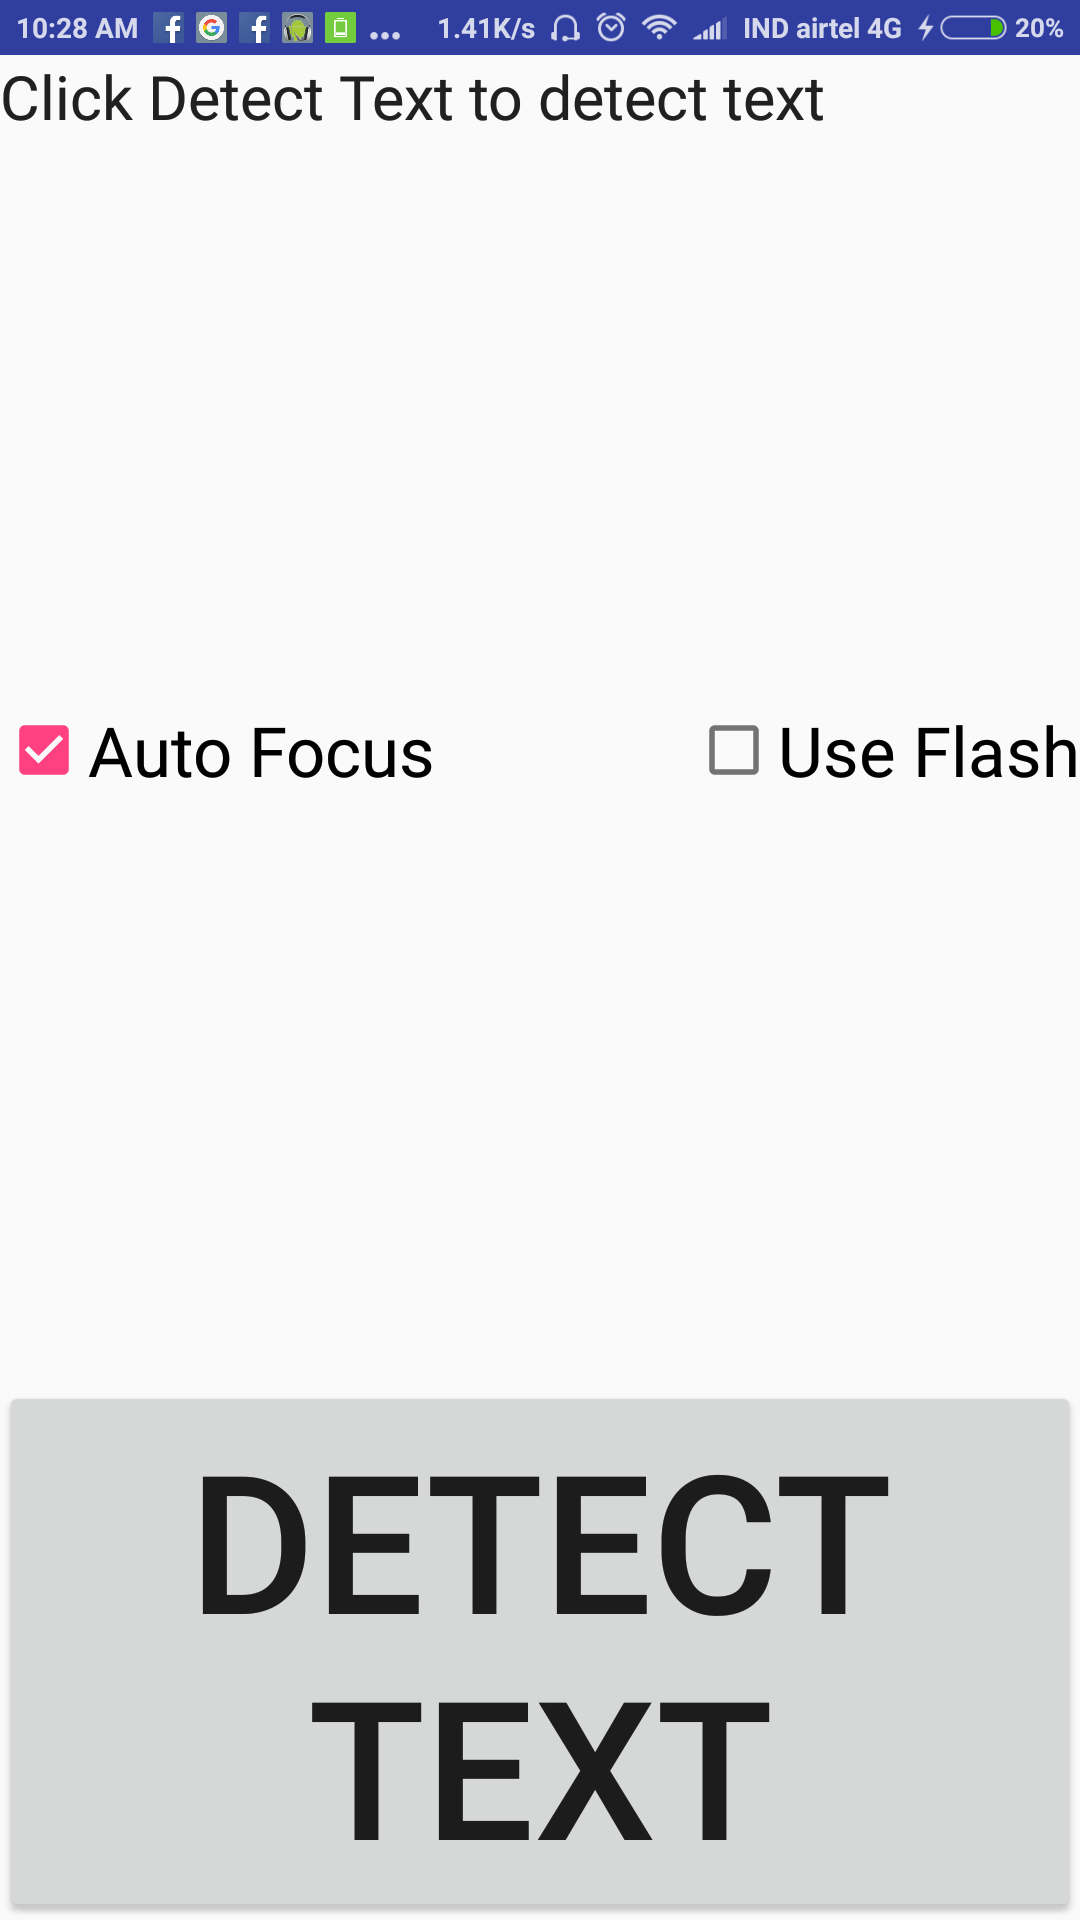 10:28 AM 1.41K/s IND airtel 4G 20%
Click Detect Text to detect text
Auto Focus Use Flash
DETECT
TEXT